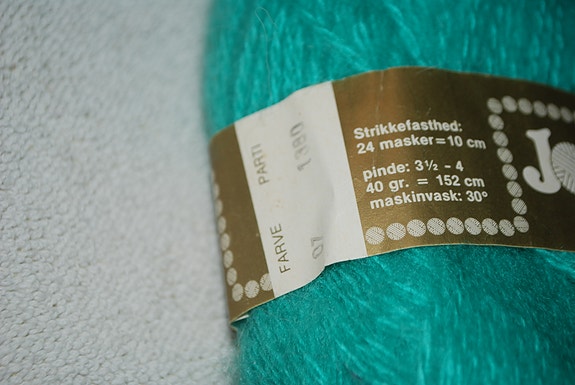 Strikkefasthed:
24 masker=10 cm
pinde: 3½ - 4
40 gr. = 152 cm
maskinvask: 30°
PARTI 1380
FARVE 07